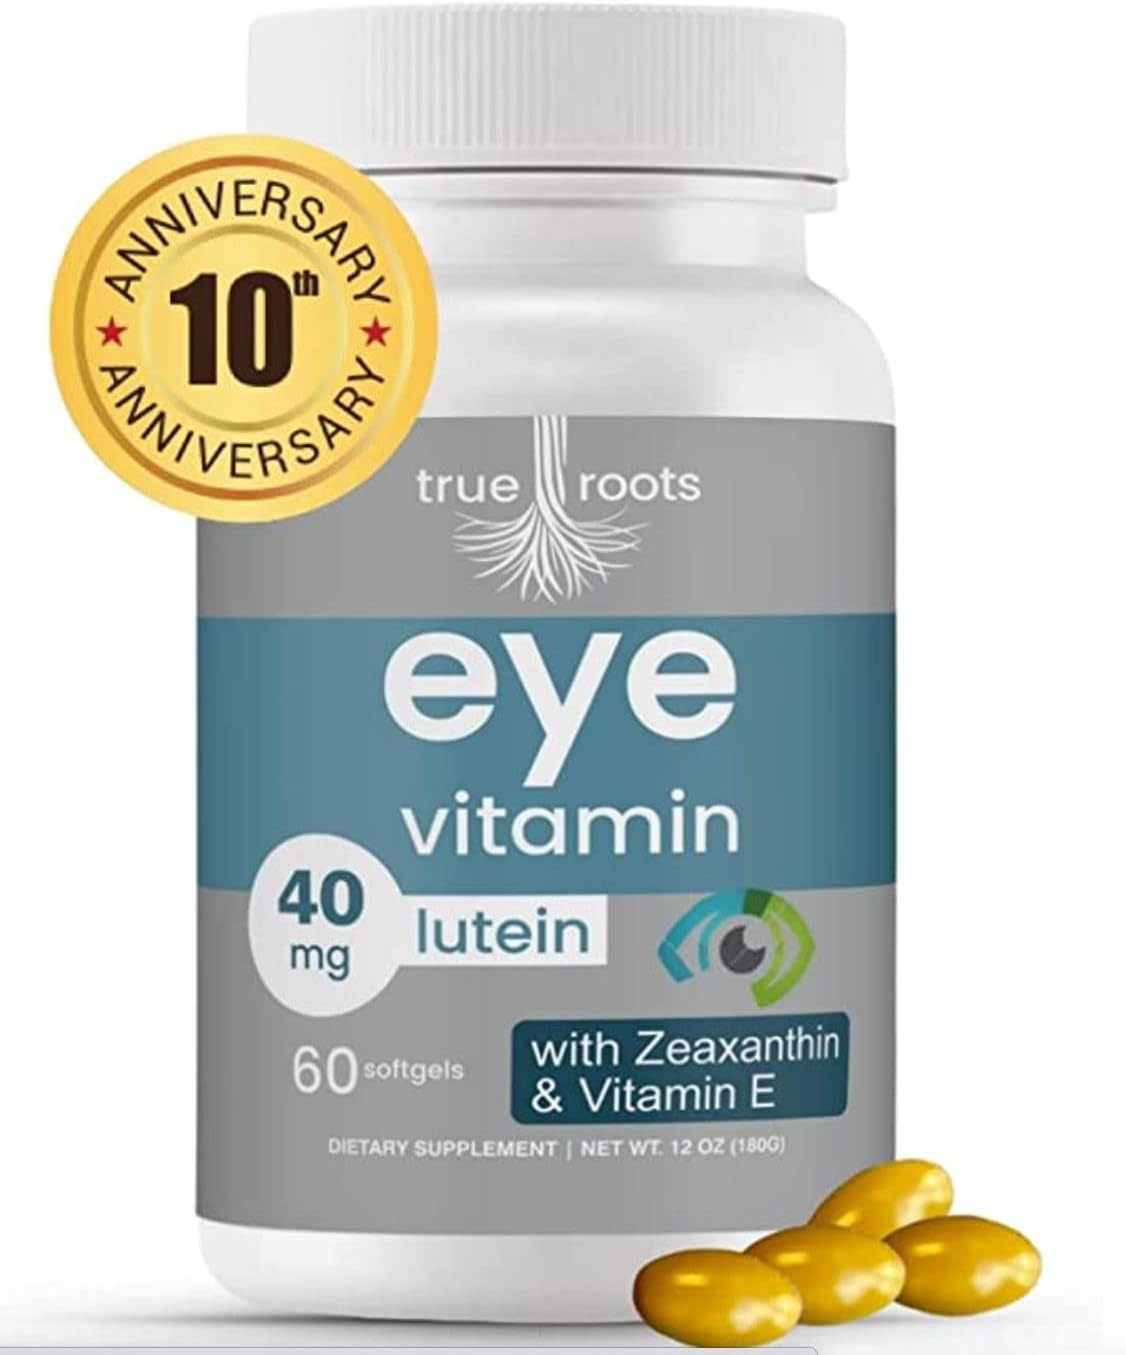 ANNIVERSARY
10th
ANNIVERSARY
true roots
eye
vitamin
40
mg
lutein
60 softgels
with Zeaxanthin
& Vitamin E
DIETARY SUPPLEMENT | NET WT. 12 OZ (180G)